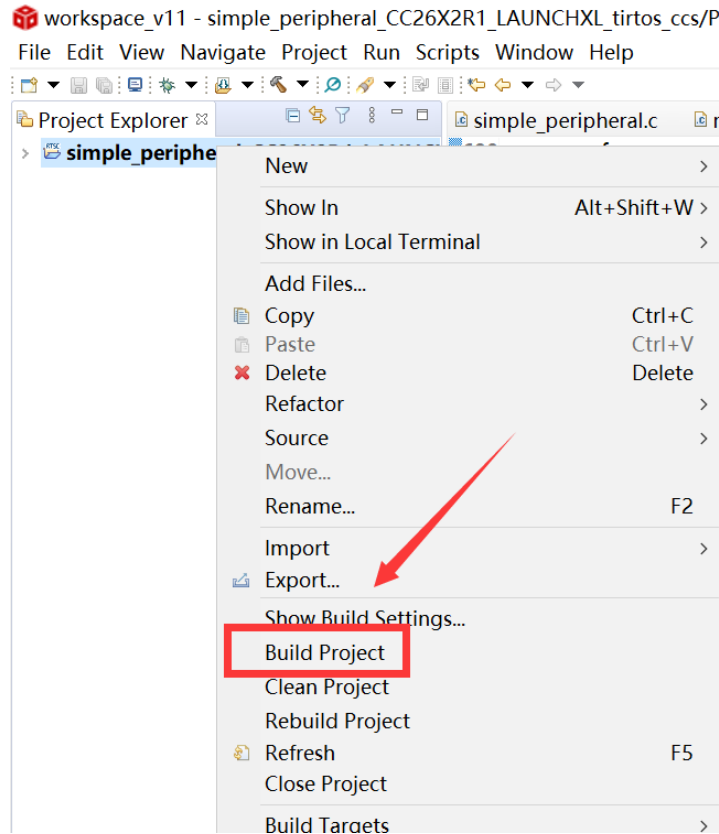 workspace_v11 - simple_peripheral_CC26X2R1_LAUNCHXL_tirtos_ccs/P
File Edit View Navigate Project Run Scripts Window Help
Project Explorer simple_peripheral.c
simple_periphe
New
Show In Alt+Shift+W
Show in Local Terminal
Add Files...
Copy Ctrl+C
Paste Ctrl+V
Delete Delete
Refactor
Source
Move...
Rename... F2
Import
Export...
Show Build Settings...
Build Project
Clean Project
Rebuild Project
Refresh F5
Close Project
Build Targets